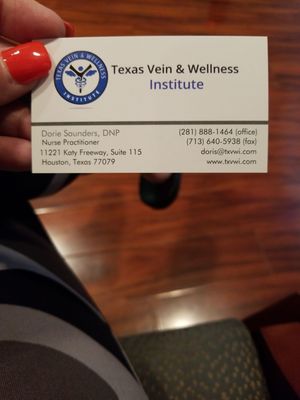 TEXAS VEIN & WELLNESS
INSTITUTE
Texas Vein & Wellness
Institute
Dorie Saunders, DNP
Nurse Practitioner
11221 Katy Freeway, Suite 115
Houston, Texas 77079
(281) 888-1464 (office)
(713) 640-5938 (fax)
doris@txvwi.com
www.txvwi.com